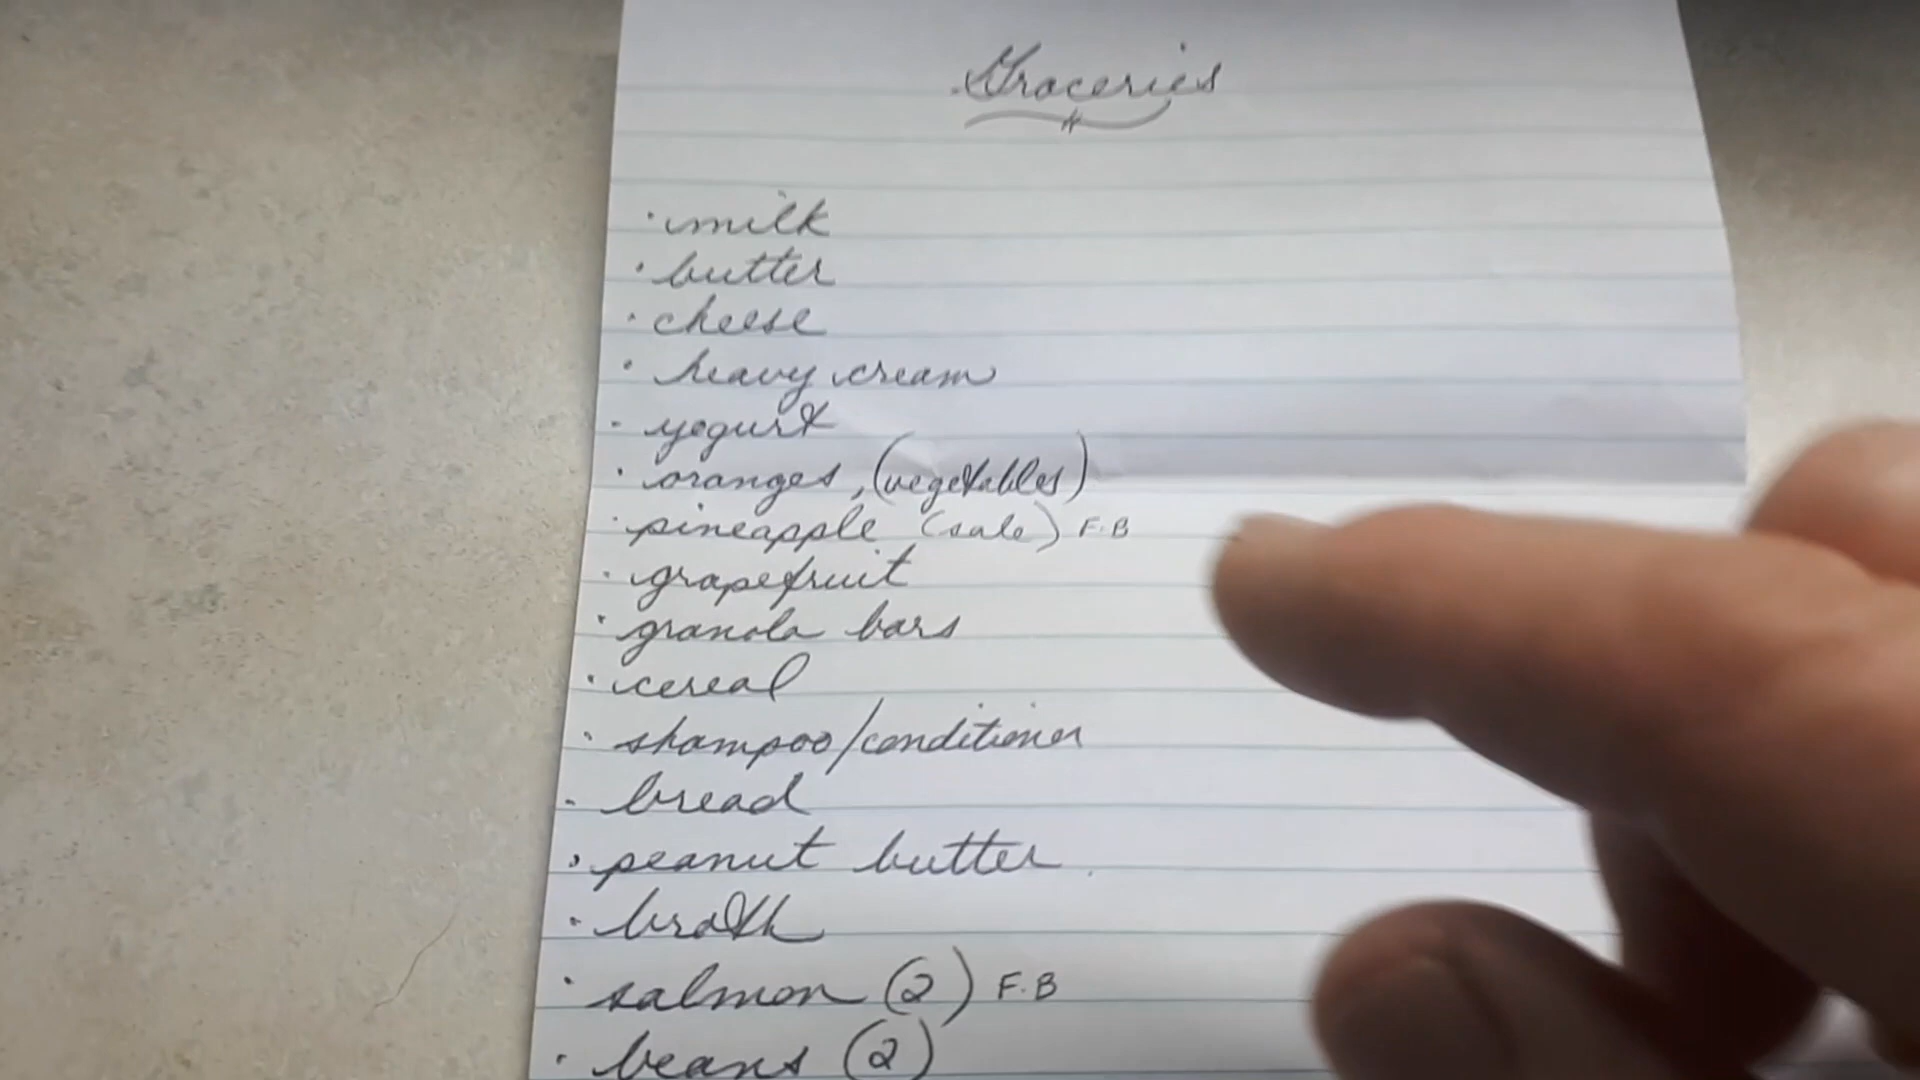 Groceries
· milk
· butter
· cheese
· heavy cream
· yogurt
· oranges, (vegetables)
· pineapple (sale) F.B
· grapefruit
· granola bars
· cereal
· shampoo/conditioner
· bread
· peanut butter
· broth
· salmon (2) F.B
· beans (2)